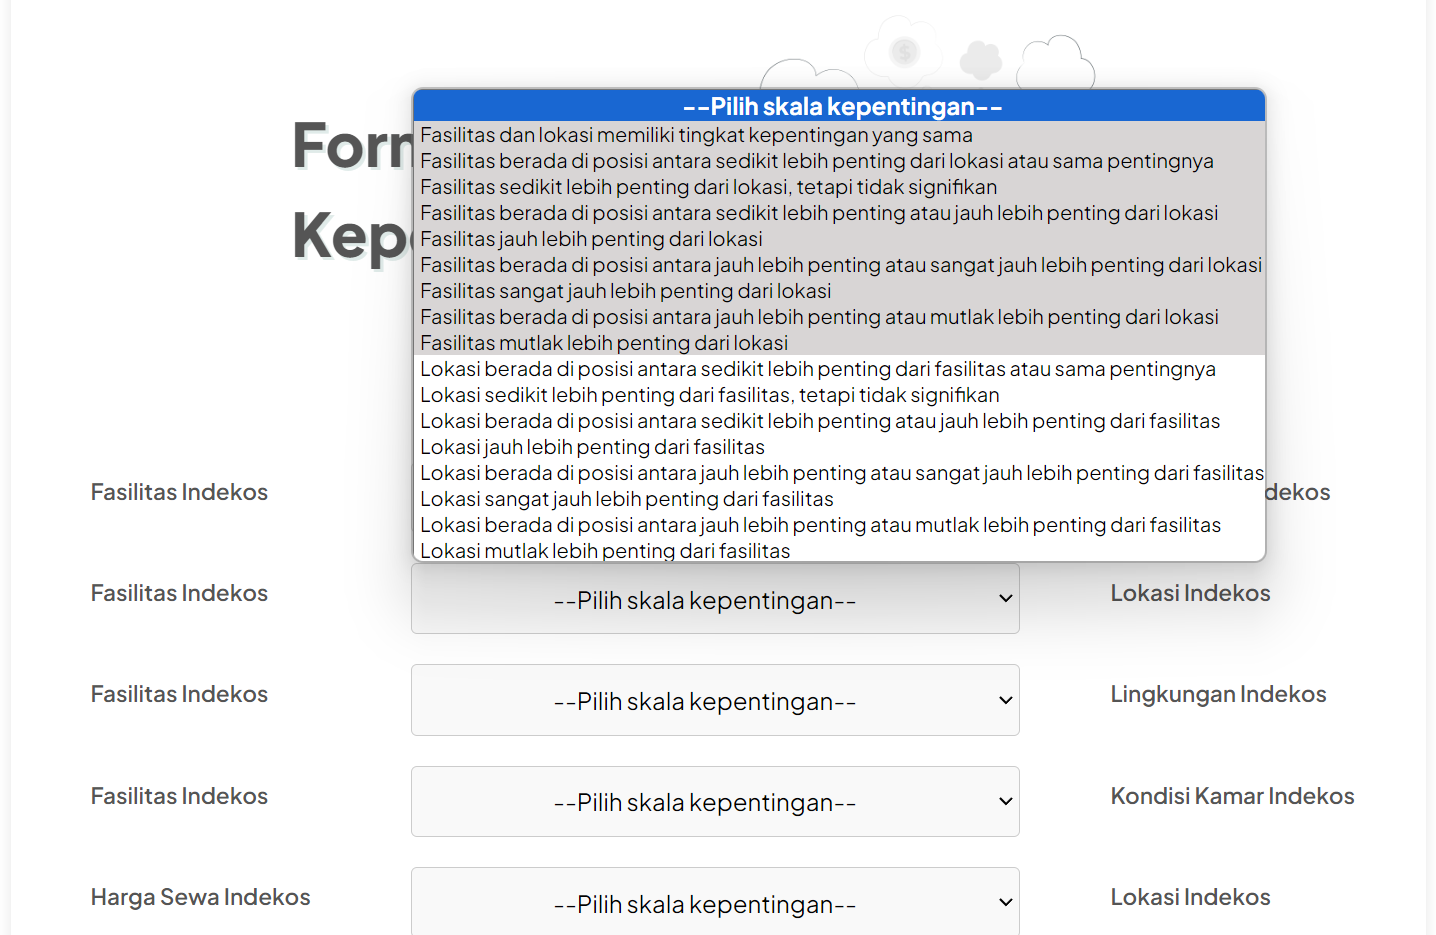 --Pilih skala kepentingan--
Fasilitas dan lokasi memiliki tingkat kepentingan yang sama
Fasilitas berada di posisi antara sedikit lebih penting dari lokasi atau sama pentingnya
Fasilitas sedikit lebih penting dari lokasi, tetapi tidak signifikan
Fasilitas berada di posisi antara sedikit lebih penting atau jauh lebih penting dari lokasi
Fasilitas jauh lebih penting dari lokasi
Fasilitas berada di posisi antara jauh lebih penting atau sangat jauh lebih penting dari lokasi
Fasilitas sangat jauh lebih penting dari lokasi
Fasilitas berada di posisi antara jauh lebih penting atau mutlak lebih penting dari lokasi
Fasilitas mutlak lebih penting dari lokasi
Lokasi berada di posisi antara sedikit lebih penting dari fasilitas atau sama pentingnya
Lokasi sedikit lebih penting dari fasilitas, tetapi tidak signifikan
Lokasi berada di posisi antara sedikit lebih penting atau jauh lebih penting dari fasilitas
Lokasi jauh lebih penting dari fasilitas
Lokasi berada di posisi antara jauh lebih penting atau sangat jauh lebih penting dari fasilitas
Lokasi sangat jauh lebih penting dari fasilitas
Lokasi berada di posisi antara jauh lebih penting atau mutlak lebih penting dari fasilitas
Lokasi mutlak lebih penting dari fasilitas
Fasilitas Indekos
Fasilitas Indekos --Pilih skala kepentingan-- Lokasi Indekos
Fasilitas Indekos --Pilih skala kepentingan-- Lingkungan Indekos
Fasilitas Indekos --Pilih skala kepentingan-- Kondisi Kamar Indekos
Harga Sewa Indekos --Pilih skala kepentingan-- Lokasi Indekos